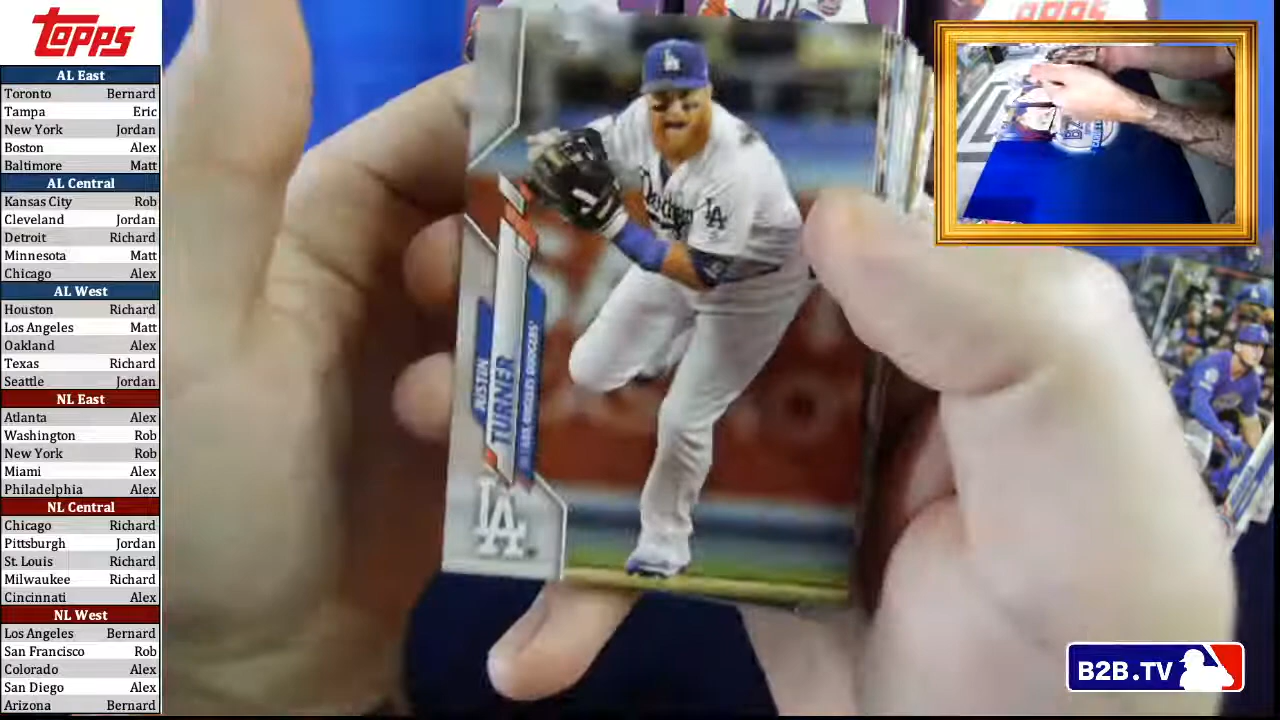 Topps
AL East
Toronto Bernard
Tampa Eric
New York Jordan
Boston Alex
Baltimore Matt
AL Central
Kansas City Rob
Cleveland Jordan
Detroit Richard
Minnesota Matt
Chicago Alex
AL West
Houston Richard
Los Angeles Matt
Oakland Alex
Texas Richard
Seattle Jordan
NL East
Atlanta Alex
Washington Rob
New York Rob
Miami Alex
Philadelphia Alex
NL Central
Chicago Richard
Pittsburgh Jordan
St. Louis Richard
Milwaukee Richard
Cincinnati Alex
NL West
Los Angeles Bernard
San Francisco Rob
Colorado Alex
San Diego Alex
Arizona Bernard
LA
Dodgers
LA
JUSTIN
TURNER
LOS ANGELES DODGERS
LA
B2B.TV